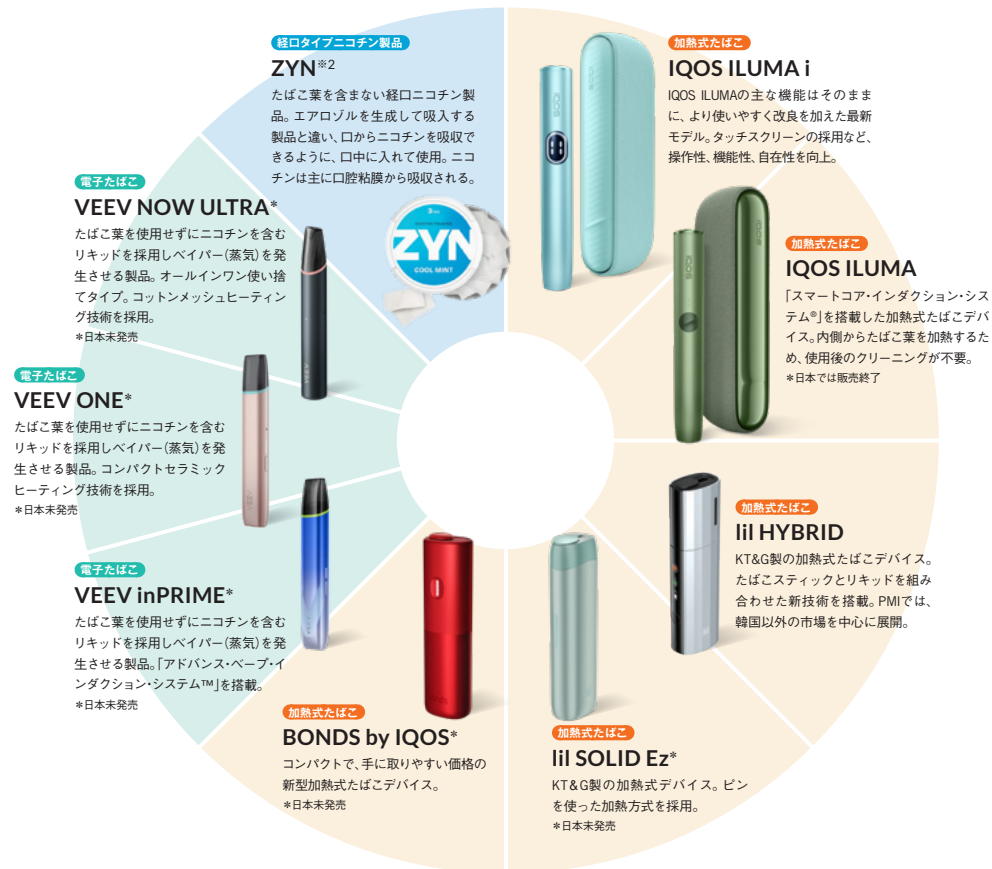 経口タイプニコチン製品
ZYN※2
たばこ葉を含まない経口ニコチン製
品。エアロゾルを生成して吸入する
製品と違い、口からニコチンを吸収で
きるように、口中に入れて使用。ニコ
チンは主に口腔粘膜から吸収される。
ZYN
COOL MINT
加熱式たばこ
IQOS ILUMA i
IQOS ILUMAの主な機能はそのまま
に、より使いやすく改良を加えた最新
モデル。タッチスクリーンの採用など、
操作性、機能性、自在性を向上。
IQOS
加熱式たばこ
IQOS ILUMA
「スマートコア・インダクション・シス
テム®」を搭載した加熱式たばこデバ
イス。内側からたばこ葉を加熱するた
め、使用後のクリーニングが不要。
*日本では販売終了
IQOS
IQOS
加熱式たばこ
lil HYBRID
KT&G製の加熱式たばこデバイス。
たばこスティックとリキッドを組み
合わせた新技術を搭載。PMIでは、
韓国以外の市場を中心に展開。
加熱式たばこ
lil SOLID Ez*
KT&G製の加熱式デバイス。ピン
を使った加熱方式を採用。
*日本未発売
加熱式たばこ
BONDS by IQOS*
コンパクトで、手に取りやすい価格の
新型加熱式たばこデバイス。
*日本未発売
電子たばこ
VEEV inPRIME*
たばこ葉を使用せずにニコチンを含む
リキッドを採用しベイパー(蒸気)を発
生させる製品。「アドバンス・ベープ・イ
ンダクション・システム™」を搭載。
*日本未発売
電子たばこ
VEEV ONE*
たばこ葉を使用せずにニコチンを含む
リキッドを採用しベイパー(蒸気)を発
生させる製品。コンパクトセラミック
ヒーティング技術を採用。
*日本未発売
電子たばこ
VEEV NOW ULTRA*
たばこ葉を使用せずにニコチンを含む
リキッドを採用しベイパー(蒸気)を発
生させる製品。オールインワン使い捨
てタイプ。コットンメッシュヒーティン
グ技術を採用。
*日本未発売
VEEV